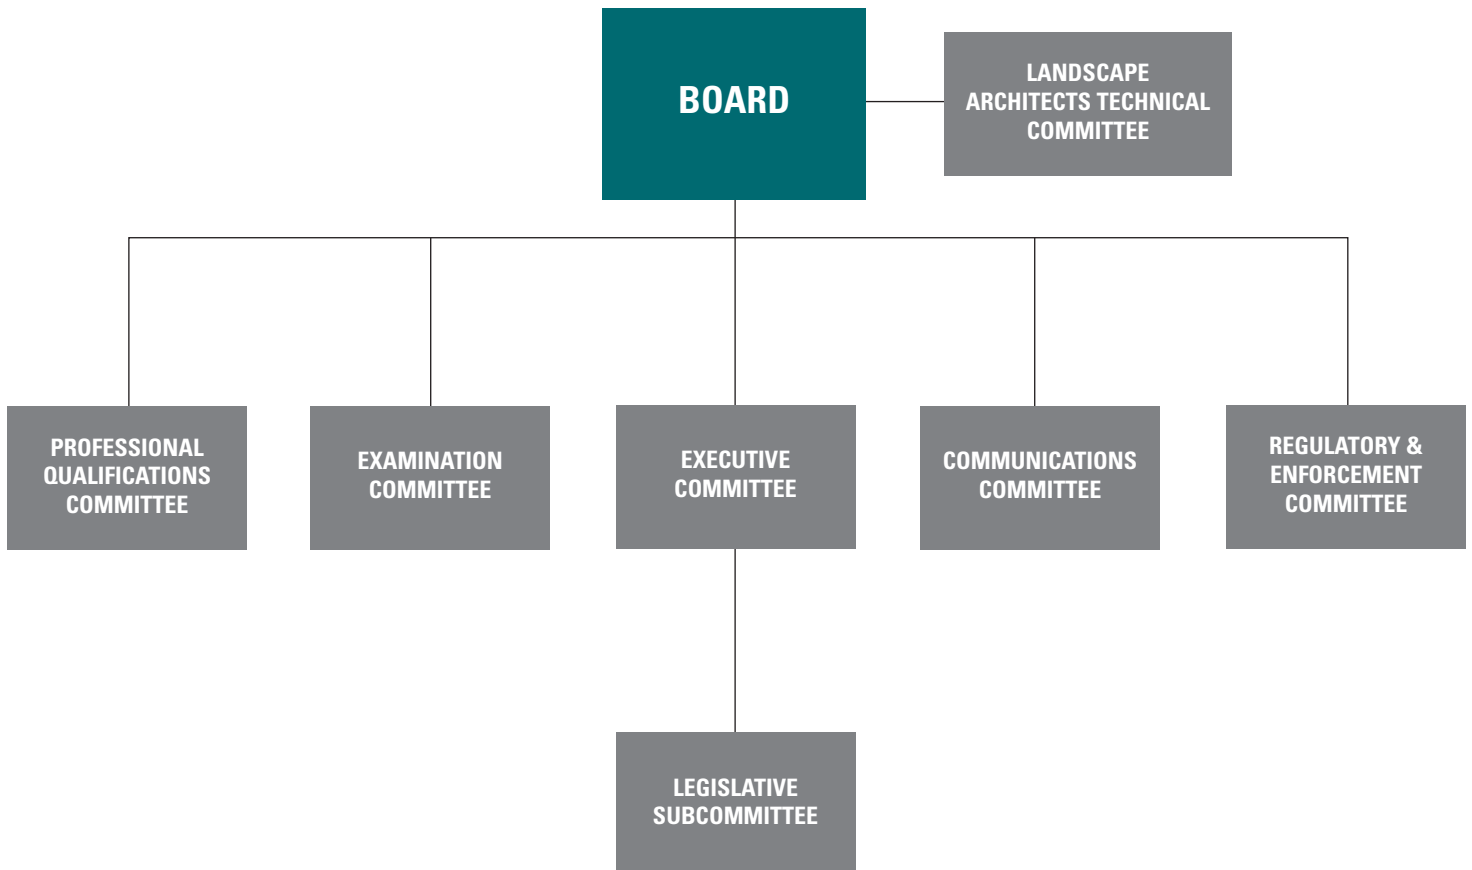 BOARD
LANDSCAPE
ARCHITECTS TECHNICAL
COMMITTEE
PROFESSIONAL
QUALIFICATIONS
COMMITTEE
EXAMINATION
COMMITTEE
EXECUTIVE
COMMITTEE
COMMUNICATIONS
COMMITTEE
REGULATORY &
ENFORCEMENT
COMMITTEE
LEGISLATIVE
SUBCOMMITTEE